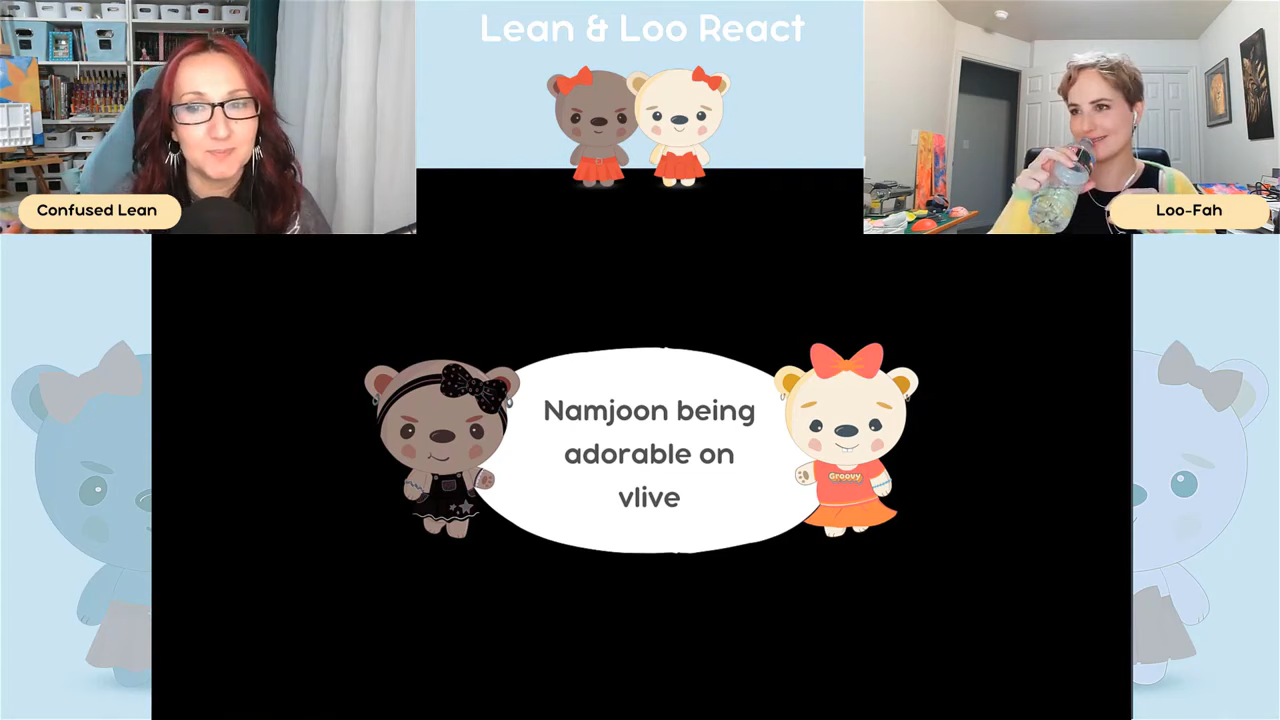 Lean & Loo React
Confused Lean
Loo-Fah
Namjoon being
adorable on
vlive
Groovy